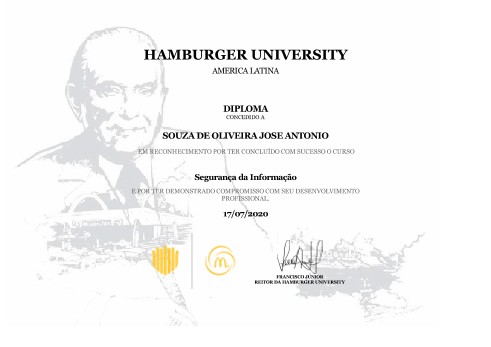 HAMBURGER UNIVERSITY
AMERICA LATINA
DIPLOMA
CONCEDIDO A
SOUZA DE OLIVEIRA JOSE ANTONIO
EM RECONHECIMENTO POR TER CONCLUÍDO COM SUCESSO O CURSO
Segurança da Informação
E POR TER DEMONSTRADO COMPROMISSO COM SEU DESENVOLVIMENTO
PROFISSIONAL.
17/07/2020
FRANCISCO JUNIOR
REITOR DA HAMBURGER UNIVERSITY